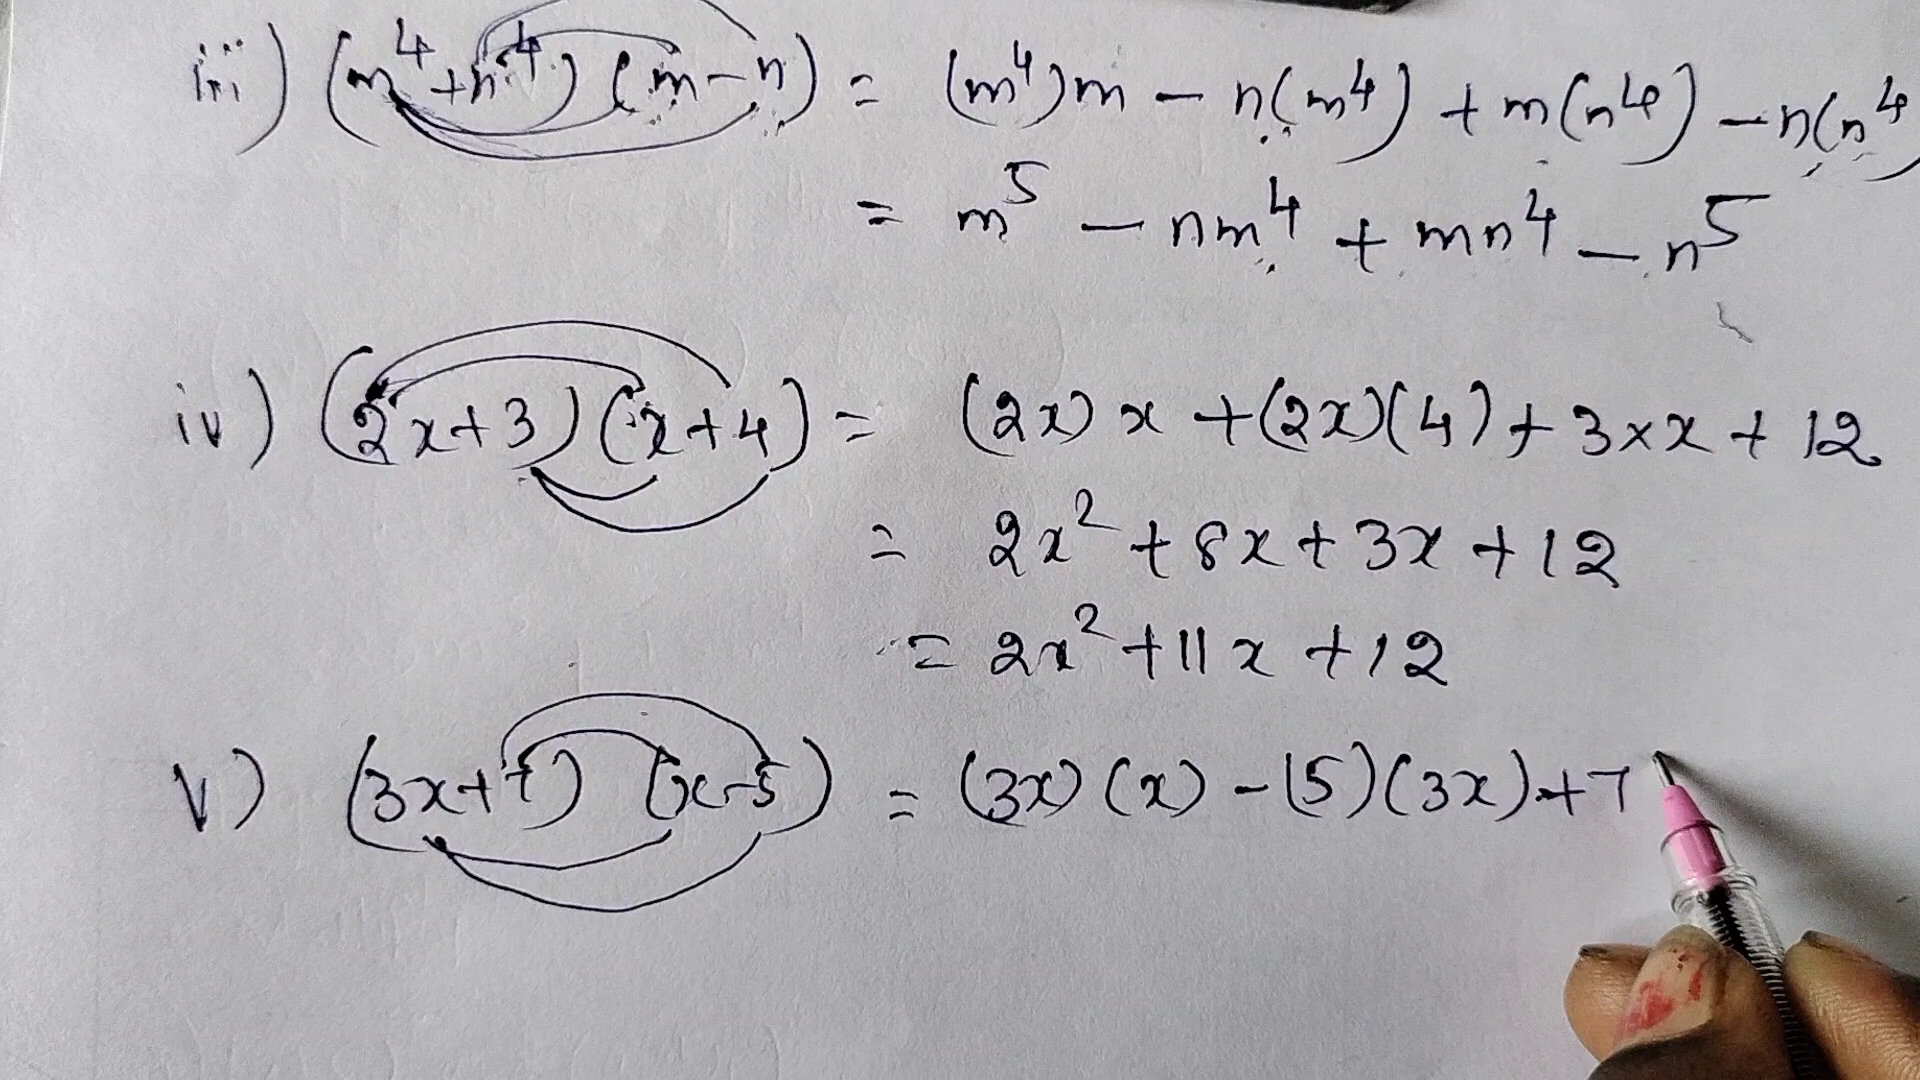 iii) (m⁴+n⁴) (m-n) = (m⁴)m - n(m⁴) + m(n⁴) - n(n⁴)
= m⁵ - nm⁴ + mn⁴ - n⁵
iv) (2x+3) (x+4) = (2x) x + (2x)(4) + 3×x + 12
= 2x² + 8x + 3x + 12
= 2x² + 11x + 12
v) (3x+7) (x-5) = (3x) (x) - (5)(3x) + 7